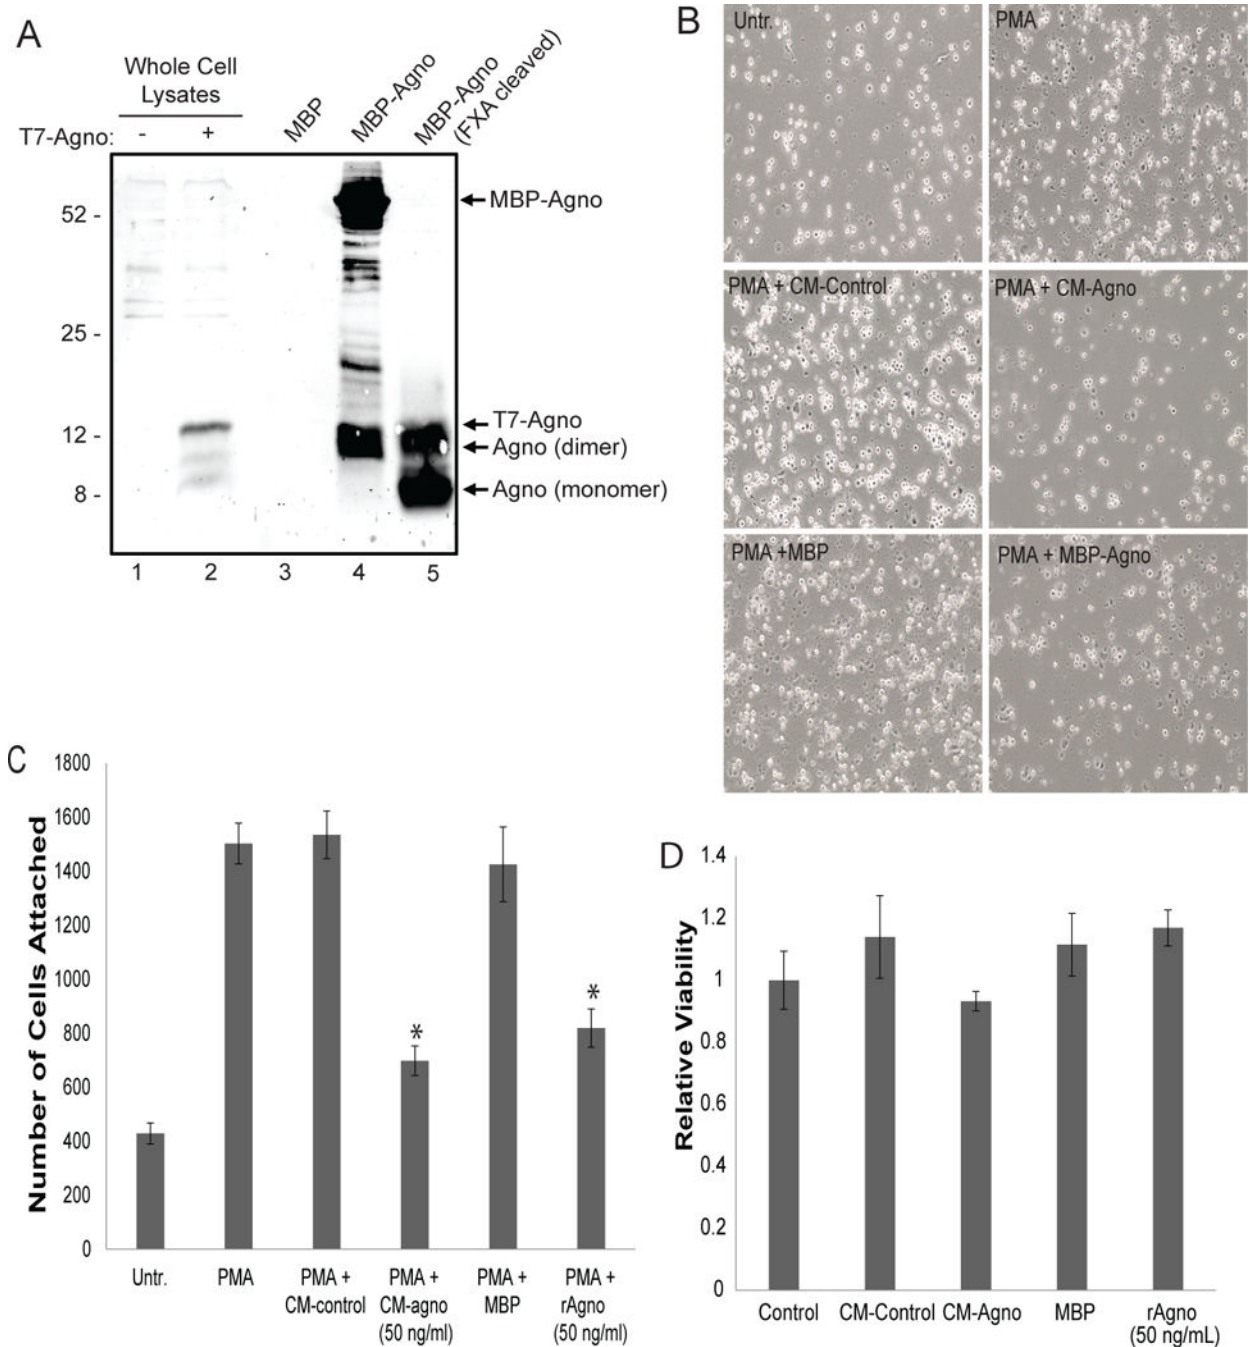 A
Whole Cell
Lysates
T7-Agno: - +
MBP
MBP-Agno
MBP-Agno
(FXA cleaved)
52 -
25 -
12 -
8 -
MBP-Agno
T7-Agno
Agno (dimer)
Agno (monomer)
1 2 3 4 5
B
Untr.
PMA
PMA + CM-Control
PMA + CM-Agno
PMA +MBP
PMA + MBP-Agno
C
Number of Cells Attached
1800
1600
1400
1200
1000
800
600
400
200
0
*
*
Untr.
PMA
PMA +
CM-control
PMA +
CM-agno
(50 ng/ml)
PMA +
MBP
PMA +
rAgno
(50 ng/ml)
D
Relative Viability
1.4
1.2
1
0.8
0.6
0.4
0.2
0
Control
CM-Control
CM-Agno
MBP
rAgno
(50 ng/mL)